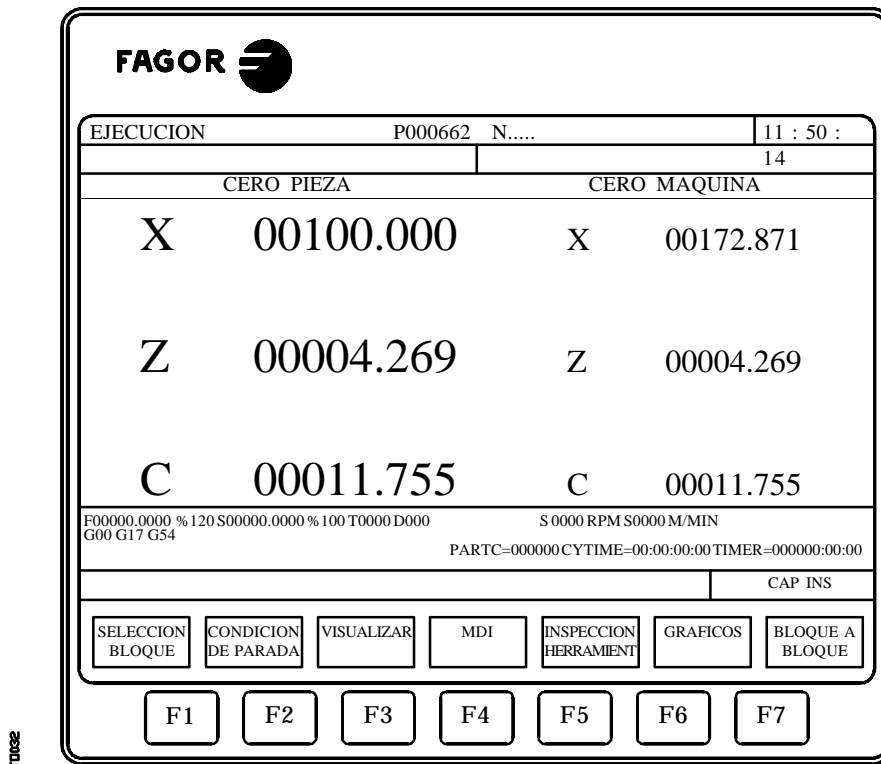 FAGOR
EJECUCION P000662 N..... 11 : 50 :
14
CERO PIEZA CERO MAQUINA
X 00100.000 X 00172.871
Z 00004.269 Z 00004.269
C 00011.755 C 00011.755
F00000.0000 %120 S00000.0000 %100 T0000 D000 S 0000 RPM S0000 M/MIN
G00 G17 G54
PARTC=000000 CYTIME=00:00:00:00 TIMER=000000:00:00
CAP INS
SELECCION BLOQUE
CONDICION DE PARADA
VISUALIZAR
MDI
INSPECCION HERRAMIENT
GRAFICOS
BLOQUE A BLOQUE
F1 F2 F3 F4 F5 F6 F7